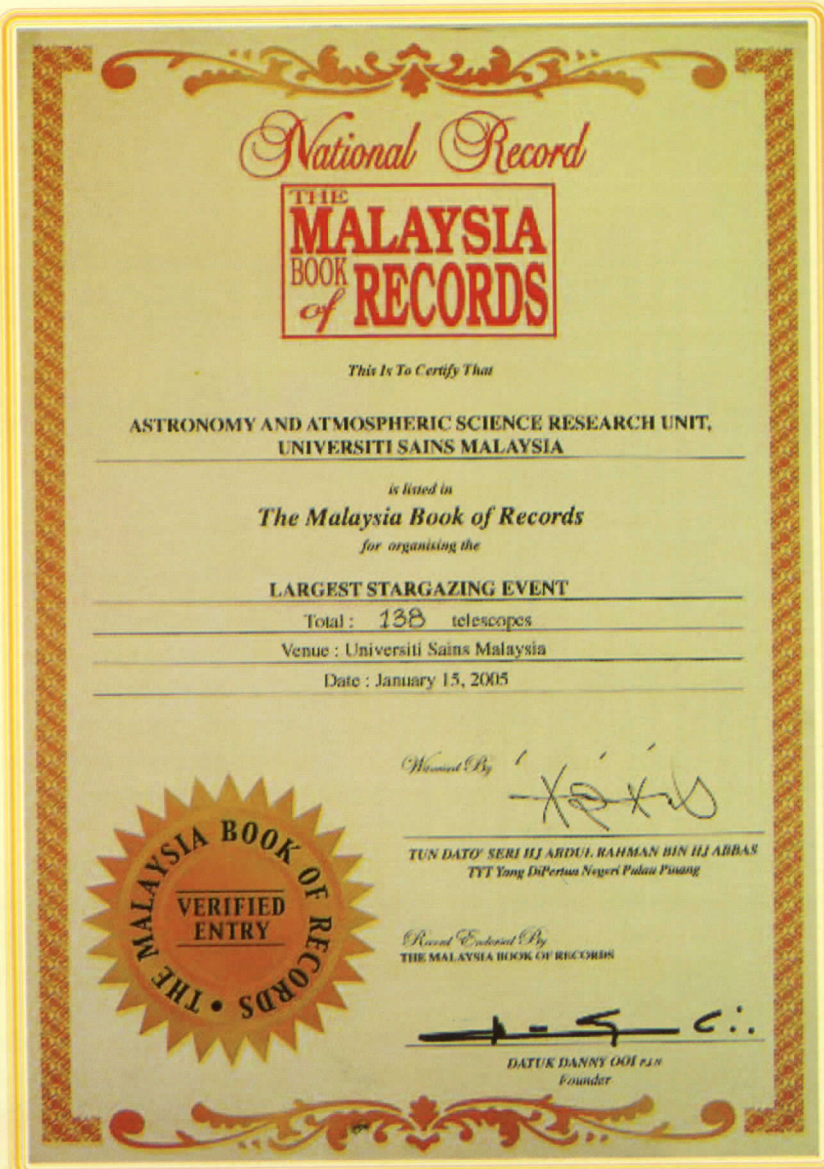 National Record
THE
MALAYSIA
BOOK
of RECORDS
This Is To Certify That
ASTRONOMY AND ATMOSPHERIC SCIENCE RESEARCH UNIT,
UNIVERSITI SAINS MALAYSIA
is listed in
The Malaysia Book of Records
for organising the
LARGEST STARGAZING EVENT
Total : 138 telescopes
Venue : Universiti Sains Malaysia
Date : January 15, 2005
Witnessed By
TUN DATO' SERI HJ ABDUL RAHMAN BIN HJ ABBAS
TYT Yang DiPertua Negeri Pulau Pinang
THE MALAYSIA BOOK OF RECORDS •
VERIFIED
ENTRY
Record Endorsed By
THE MALAYSIA BOOK OF RECORDS
DATUK DANNY OOI PJN
Founder